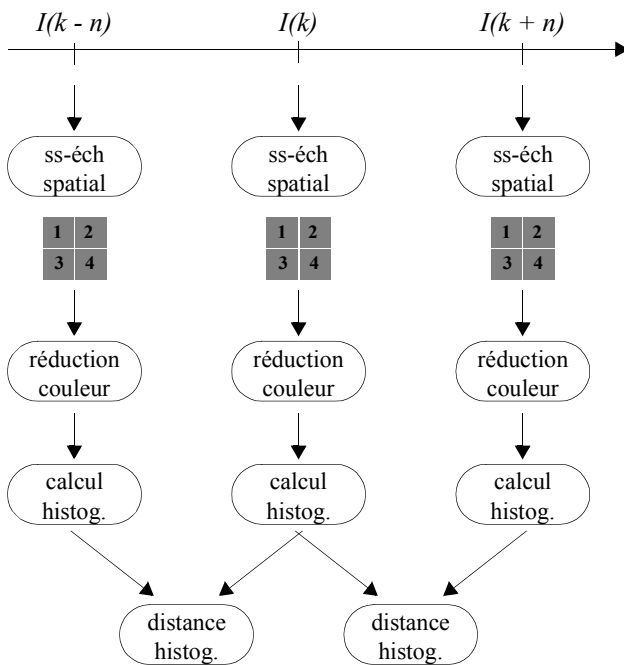 I(k - n) I(k) I(k + n)
ss-éch ss-éch ss-éch
spatial spatial spatial
1 2 1 2 1 2
3 4 3 4 3 4
réduction réduction réduction
couleur couleur couleur
calcul calcul calcul
histog. histog. histog.
distance distance
histog. histog.